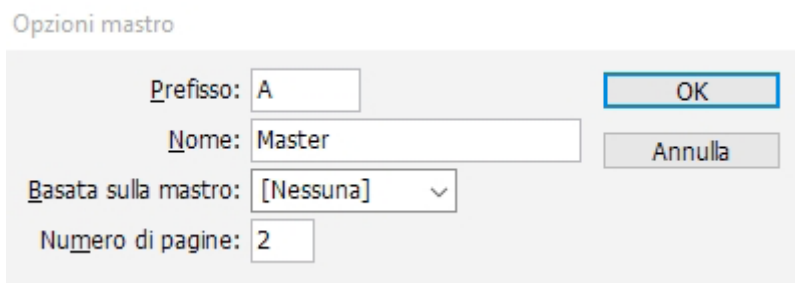 Opzioni mastro
Prefisso: A
OK
Nome: Master
Annulla
Basata sulla mastro: [Nessuna]
Numero di pagine: 2